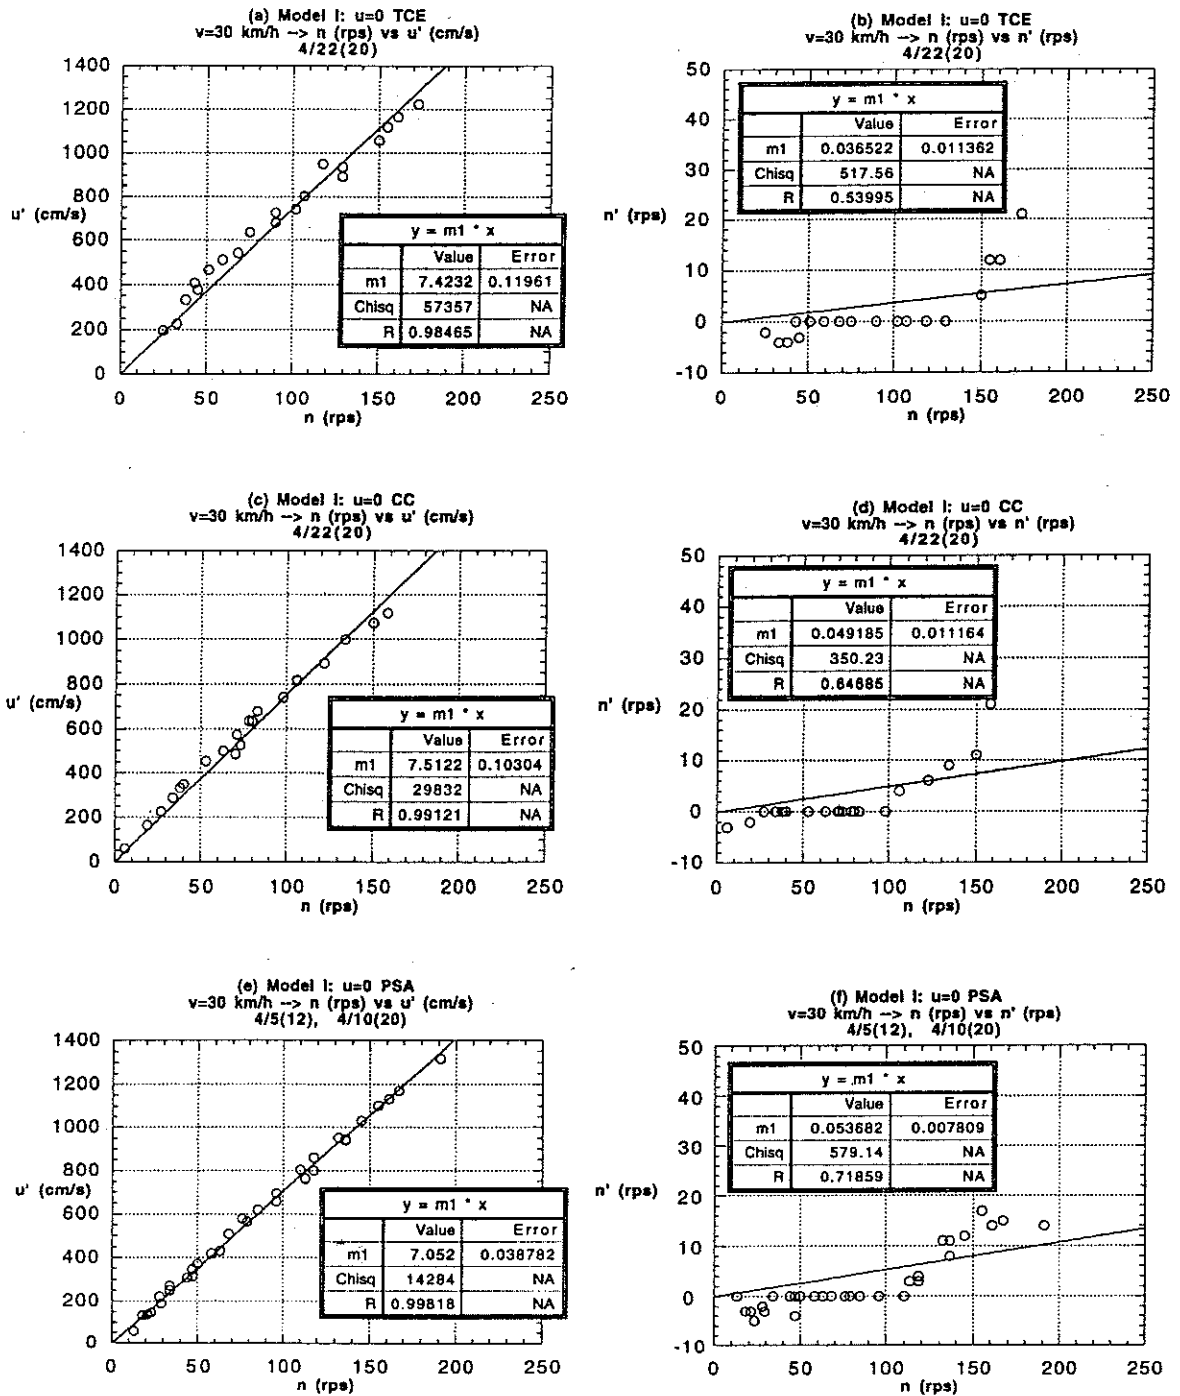 (a) Model I: u=0 TCE
v=30 km/h --> n (rps) vs u' (cm/s)
4/22(20)
1400
1200
1000
800
u' (cm/s)
600
400
200
0
0 50 100 150 200 250
n (rps)
y = m1 * x
Value Error
m1 7.4232 0.11961
Chisq 57357 NA
R 0.98465 NA
(b) Model I: u=0 TCE
v=30 km/h --> n (rps) vs n' (rps)
4/22(20)
50
40
30
n' (rps)
20
10
0
-10
0 50 100 150 200 250
n (rps)
y = m1 * x
Value Error
m1 0.036522 0.011362
Chisq 517.56 NA
R 0.53995 NA
(c) Model I: u=0 CC
v=30 km/h --> n (rps) vs u' (cm/s)
4/22(20)
1400
1200
1000
800
u' (cm/s)
600
400
200
0
0 50 100 150 200 250
n (rps)
y = m1 * x
Value Error
m1 7.5122 0.10304
Chisq 29832 NA
R 0.99121 NA
(d) Model I: u=0 CC
v=30 km/h --> n (rps) vs n' (rps)
4/22(20)
50
40
30
n' (rps)
20
10
0
-10
0 50 100 150 200 250
n (rps)
y = m1 * x
Value Error
m1 0.049185 0.011164
Chisq 350.23 NA
R 0.64685 NA
(e) Model I: u=0 PSA
v=30 km/h --> n (rps) vs u' (cm/s)
4/5(12), 4/10(20)
1400
1200
1000
800
u' (cm/s)
600
400
200
0
0 50 100 150 200 250
n (rps)
y = m1 * x
Value Error
m1 7.052 0.038782
Chisq 14284 NA
R 0.99818 NA
(f) Model I: u=0 PSA
v=30 km/h --> n (rps) vs n' (rps)
4/5(12), 4/10(20)
50
40
30
n' (rps)
20
10
0
-10
0 50 100 150 200 250
n (rps)
y = m1 * x
Value Error
m1 0.053682 0.007809
Chisq 579.14 NA
R 0.71859 NA